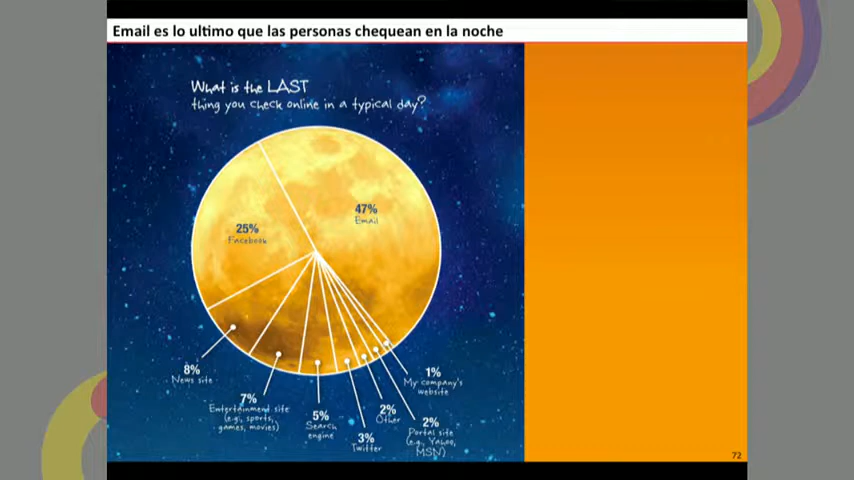 Email es lo ultimo que las personas chequean en la noche
What is the LAST
thing you check online in a typical day?
47%
Email
25%
Facebook
8%
News site
7%
Entertainment site
(e.g., sports,
games, movies)
5%
Search
engine
3%
Twitter
2%
Other
2%
Portal site
(e.g., Yahoo,
MSN)
1%
My company's
website
72